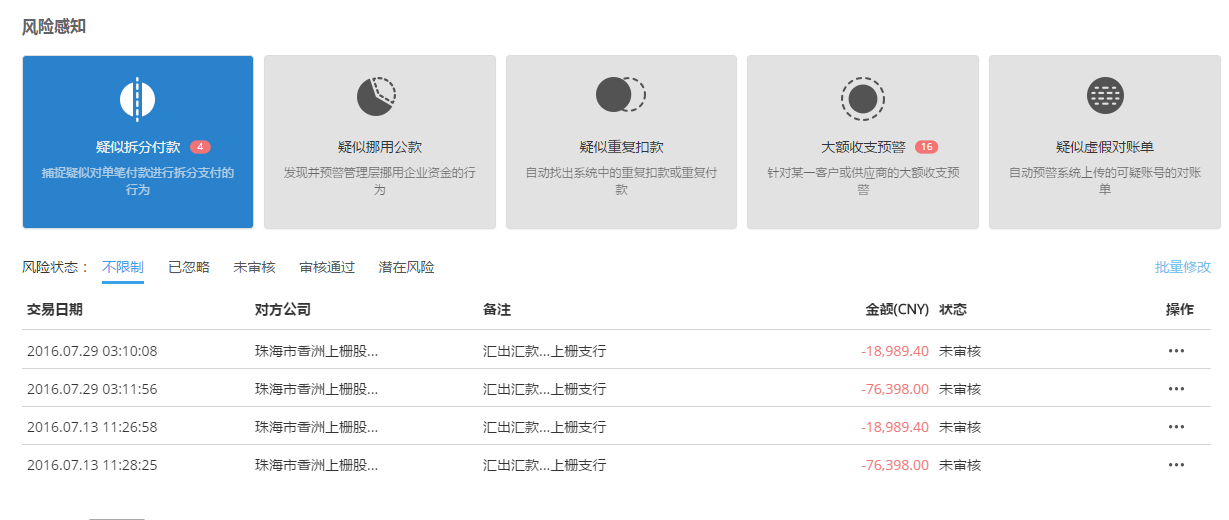 风险感知
疑似拆分付款 4
捕捉疑似对单笔付款进行拆分支付的
行为
疑似挪用公款
发现并预警管理层挪用企业资金的行
为
疑似重复扣款
自动找出系统中的重复扣款或重复付
款
大额收支预警 16
针对某一客户或供应商的大额收支预
警
疑似虚假对账单
自动预警系统上传的可疑账号的对账
单
风险状态： 不限制 已忽略 未审核 审核通过 潜在风险 批量修改
交易日期 对方公司 备注 金额(CNY) 状态 操作
2016.07.29 03:10:08 珠海市香洲上栅股... 汇出汇款...上栅支行 -18,989.40 未审核 •••
2016.07.29 03:11:56 珠海市香洲上栅股... 汇出汇款...上栅支行 -76,398.00 未审核 •••
2016.07.13 11:26:58 珠海市香洲上栅股... 汇出汇款...上栅支行 -18,989.40 未审核 •••
2016.07.13 11:28:25 珠海市香洲上栅股... 汇出汇款...上栅支行 -76,398.00 未审核 •••